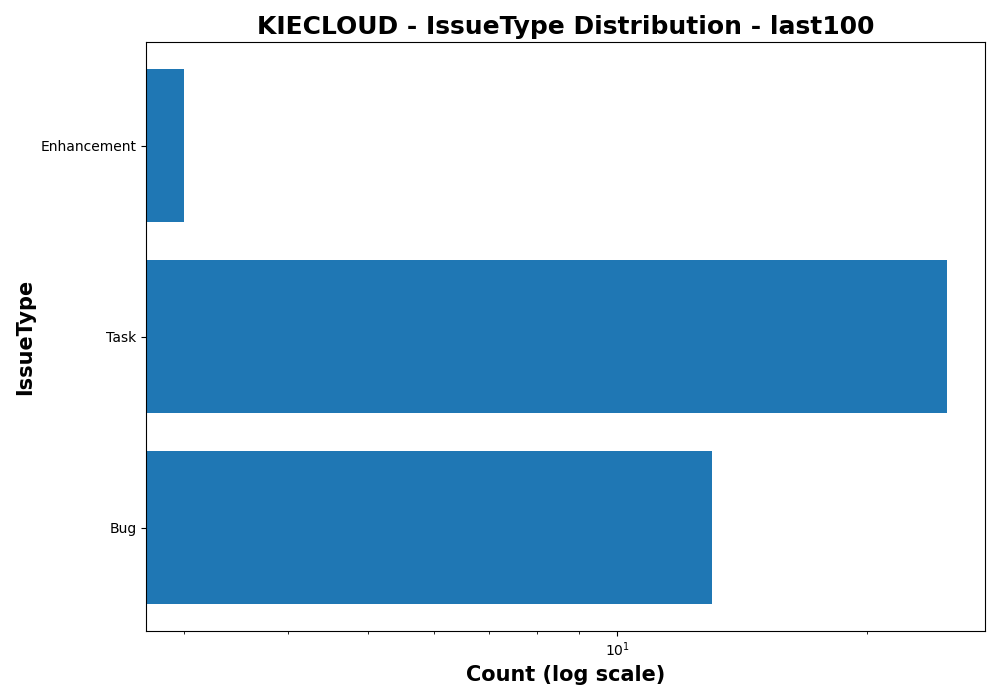 KIECLOUD - IssueType Distribution - last100
Enhancement
Task
Bug
IssueType
10¹
Count (log scale)